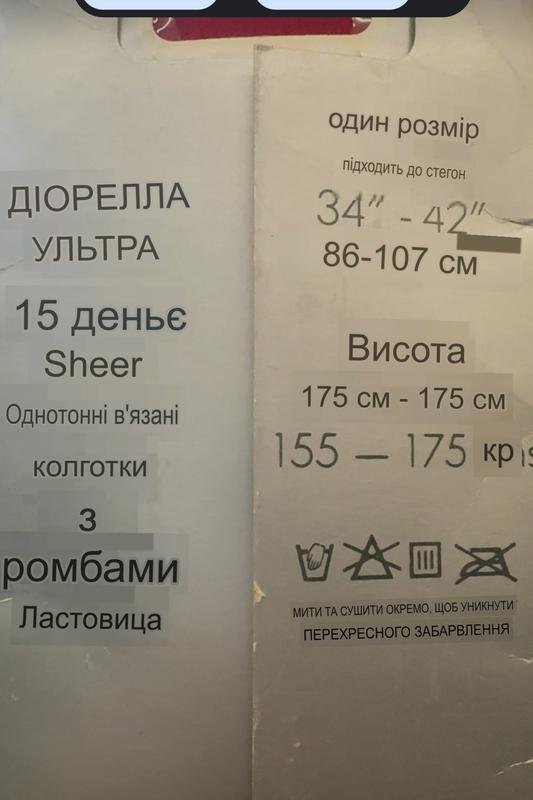 ДІОРЕЛЛА
УЛЬТРА
15 деньє
Sheer
Однотонні в'язані
колготки
з
ромбами
Ластовица
один розмір
підходить до стегон
34" - 42"
86-107 см
Висота
175 см - 175 см
155 – 175 кр
МИТИ ТА СУШИТИ ОКРЕМО, ЩОБ УНИКНУТИ
ПЕРЕХРЕСНОГО ЗАБАРВЛЕННЯ